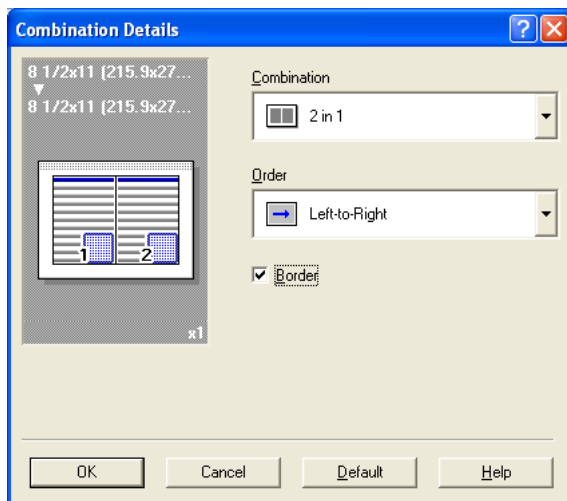 Combination Details
8 1/2x11 (215.9x27...
8 1/2x11 (215.9x27...
1 2
x1
Combination
2 in 1
Order
Left-to-Right
Border
OK Cancel Default Help